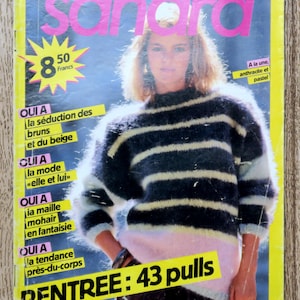 sandra
8.50
Francs
A la une,
anthracite et
pastel
OUI A
la séduction des
bruns
et du beige
OUI A
la mode
«elle et lui»
OUI A
la maille
mohair
en fantaisie
OUI A
la tendance
près-du-corps
RENTREE: 43 pulls